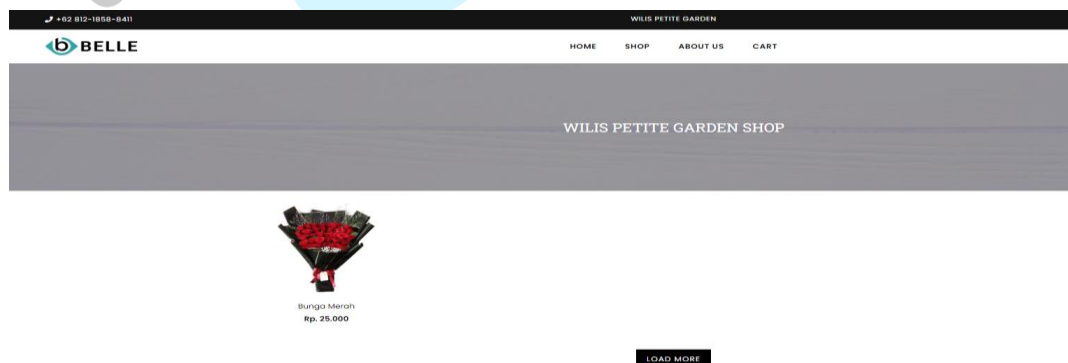 +62 812-1858-8411
WILIS PETITE GARDEN
b BELLE
HOME SHOP ABOUT US CART
WILIS PETITE GARDEN SHOP
Bunga Merah
Rp. 25.000
LOAD MORE